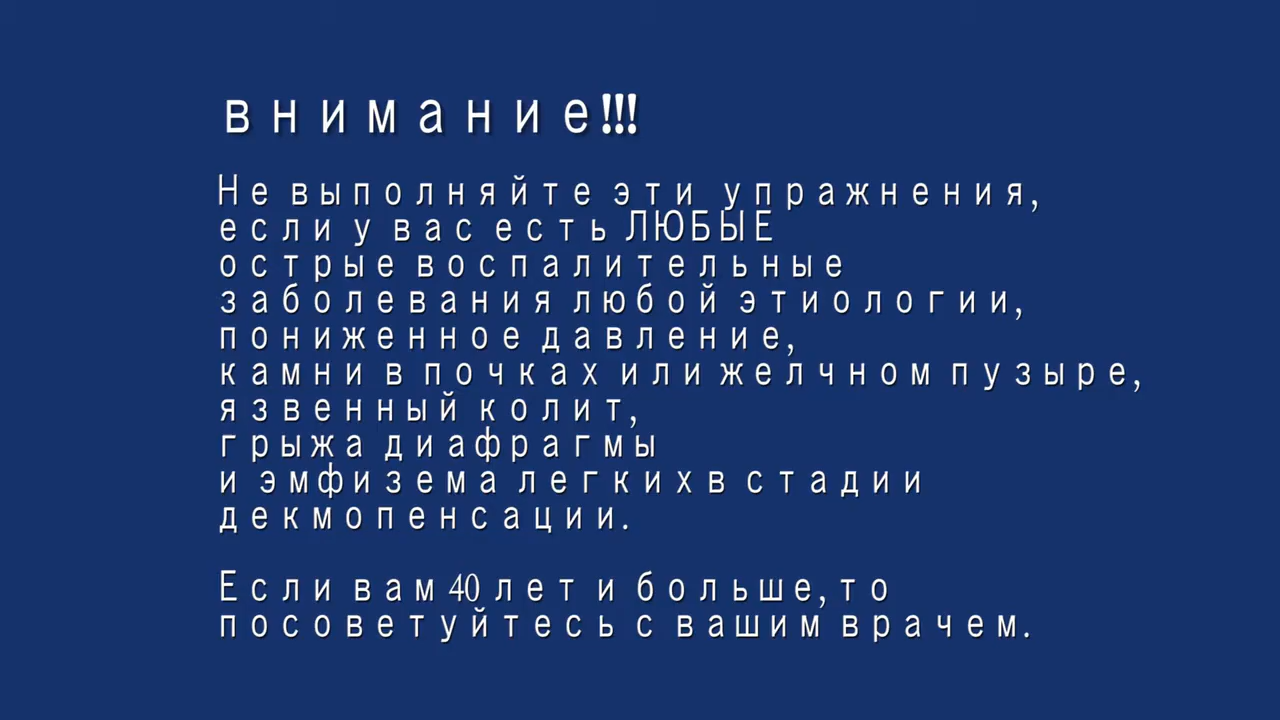 внимание!!!
Не выполняйте эти упражнения,
если у вас есть ЛЮБЫЕ
острые воспалительные
заболевания любой этиологии,
пониженное давление,
камни в почках или желчном пузыре,
язвенный колит,
грыжа диафрагмы
и эмфизема легких в стадии
декмопенсации.
Если вам 40 лет и больше, то
посоветуйтесь с вашим врачем.